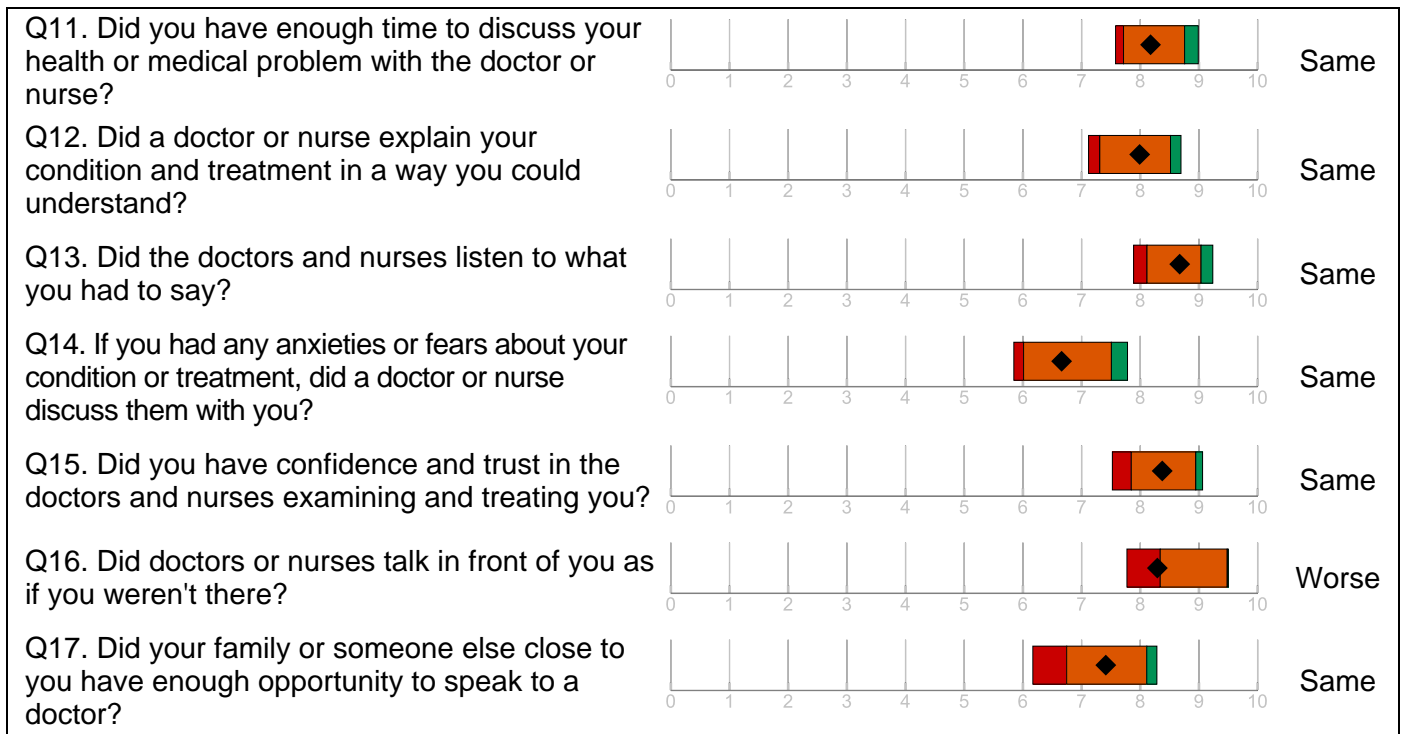 Q11. Did you have enough time to discuss your
health or medical problem with the doctor or
nurse?
0 1 2 3 4 5 6 7 8 9 10
Same
Q12. Did a doctor or nurse explain your
condition and treatment in a way you could
understand?
0 1 2 3 4 5 6 7 8 9 10
Same
Q13. Did the doctors and nurses listen to what
you had to say?
0 1 2 3 4 5 6 7 8 9 10
Same
Q14. If you had any anxieties or fears about your
condition or treatment, did a doctor or nurse
discuss them with you?
0 1 2 3 4 5 6 7 8 9 10
Same
Q15. Did you have confidence and trust in the
doctors and nurses examining and treating you?
0 1 2 3 4 5 6 7 8 9 10
Same
Q16. Did doctors or nurses talk in front of you as
if you weren't there?
0 1 2 3 4 5 6 7 8 9 10
Worse
Q17. Did your family or someone else close to
you have enough opportunity to speak to a
doctor?
0 1 2 3 4 5 6 7 8 9 10
Same